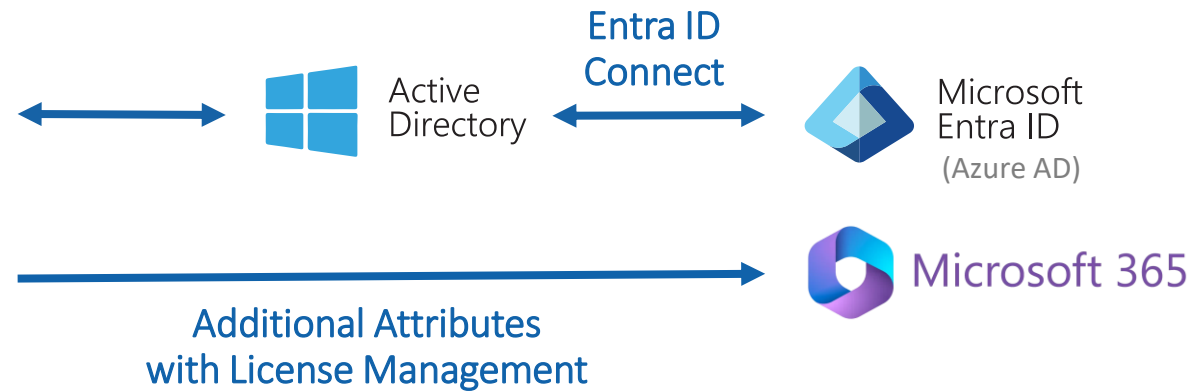 Entra ID
Connect
Active
Directory
Microsoft
Entra ID
(Azure AD)
Microsoft 365
Additional Attributes
with License Management